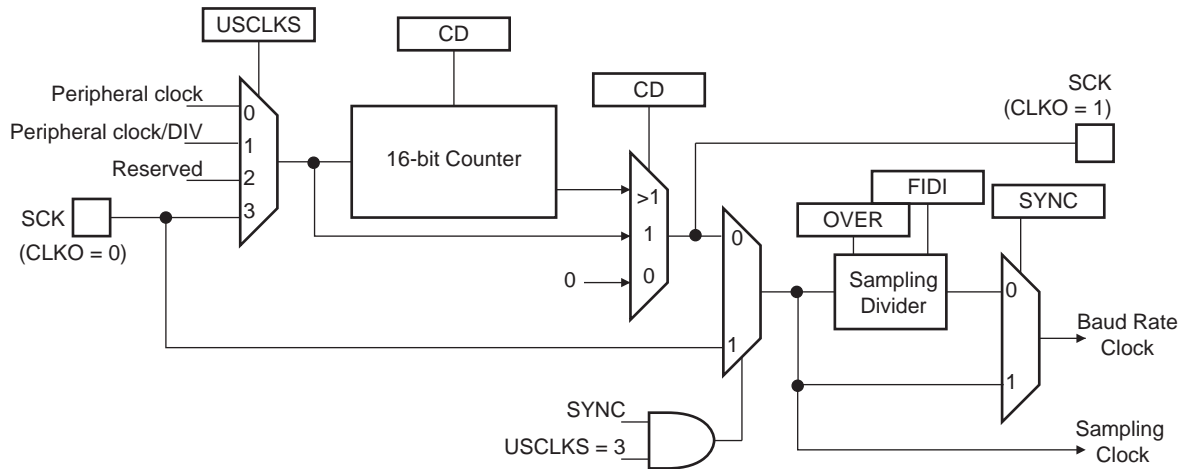 USCLKS
CD
CD
SCK
(CLKO = 1)
Peripheral clock
0
Peripheral clock/DIV
1
Reserved
2
3
16-bit Counter
SCK
(CLKO = 0)
>1
1
0
0
FIDI
OVER
SYNC
0
1
Sampling
Divider
0
1
Baud Rate
Clock
SYNC
USCLKS = 3
Sampling
Clock